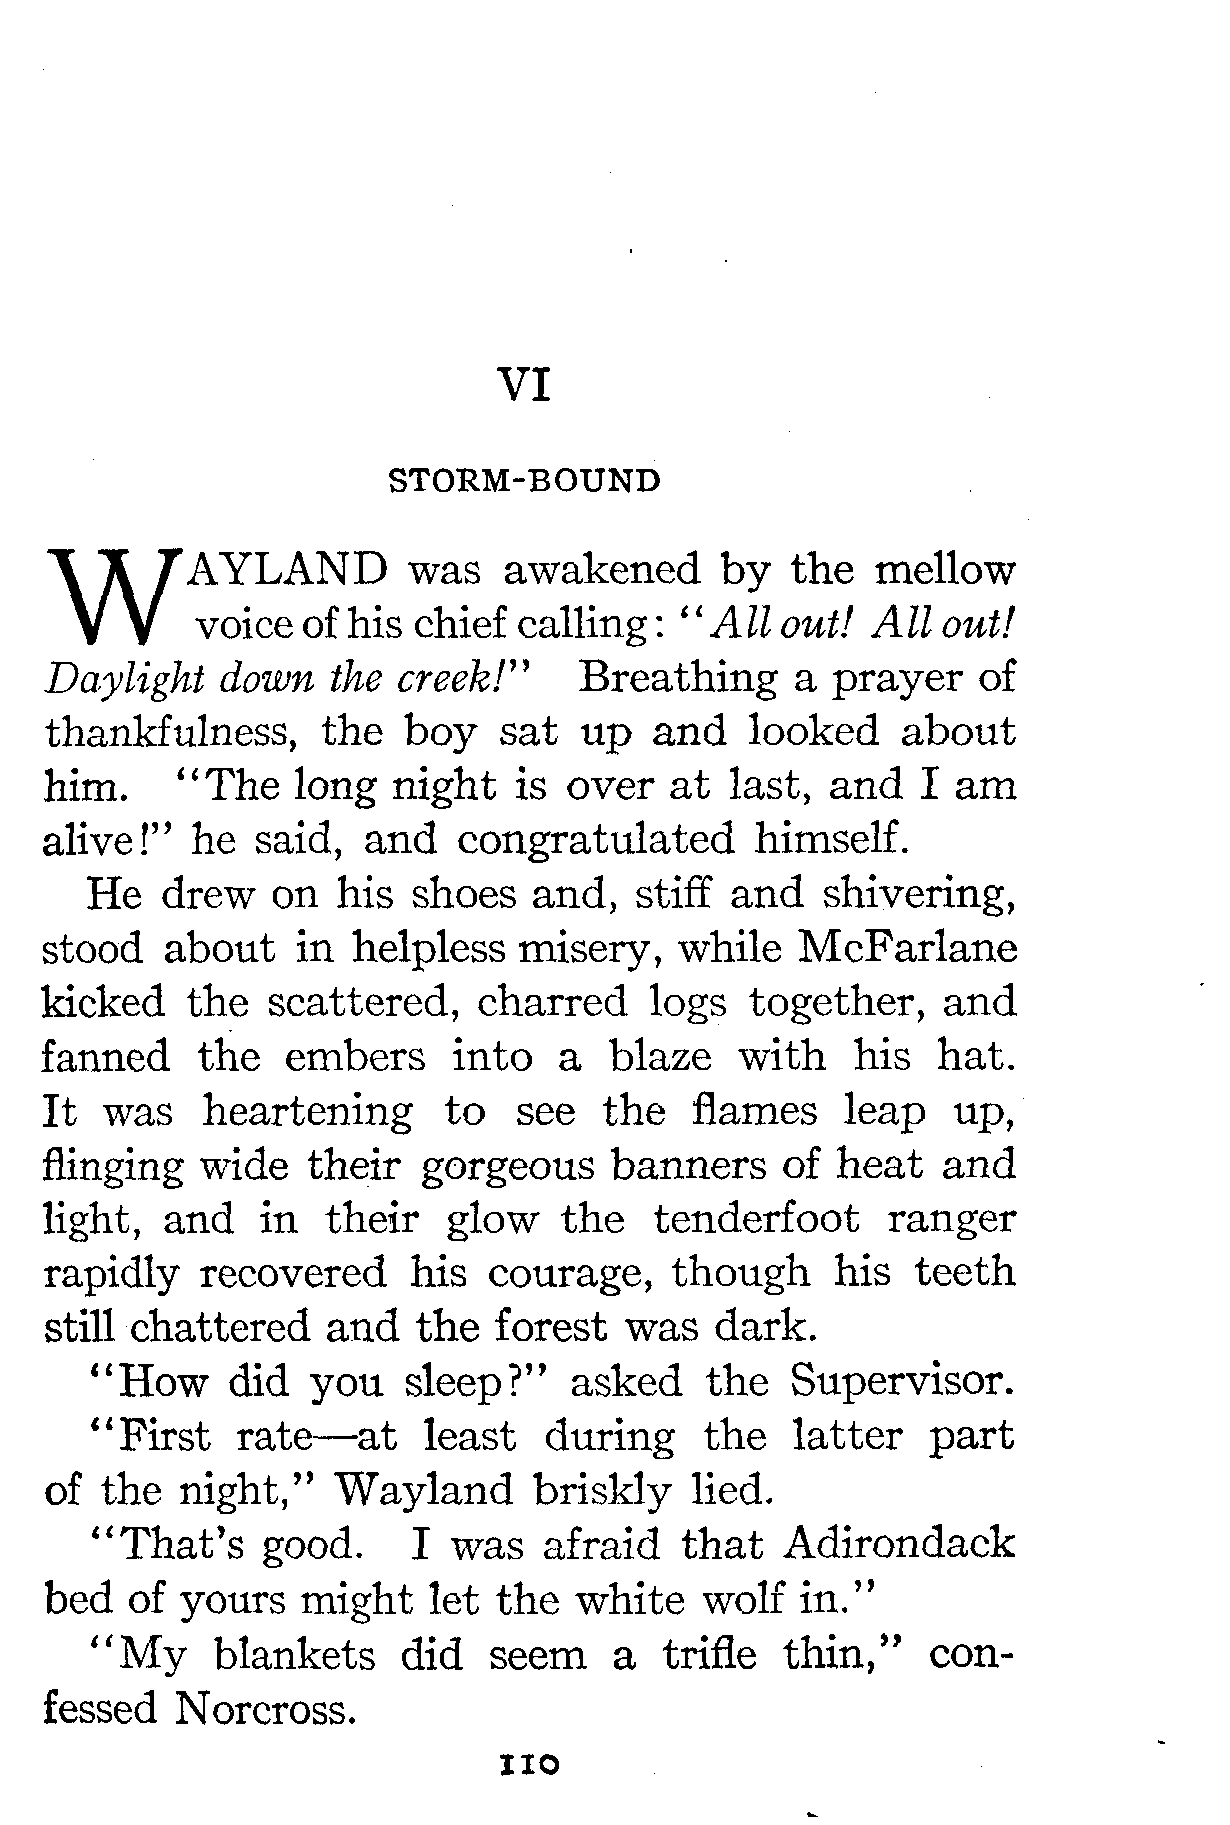 VI
STORM-BOUND
WAYLAND was awakened by the mellow
voice of his chief calling: "All out! All out!
Daylight down the creek!" Breathing a prayer of
thankfulness, the boy sat up and looked about
him. "The long night is over at last, and I am
alive!" he said, and congratulated himself.
He drew on his shoes and, stiff and shivering,
stood about in helpless misery, while McFarlane
kicked the scattered, charred logs together, and
fanned the embers into a blaze with his hat.
It was heartening to see the flames leap up,
flinging wide their gorgeous banners of heat and
light, and in their glow the tenderfoot ranger
rapidly recovered his courage, though his teeth
still chattered and the forest was dark.
"How did you sleep?" asked the Supervisor.
"First rate—at least during the latter part
of the night," Wayland briskly lied.
"That's good. I was afraid that Adirondack
bed of yours might let the white wolf in."
"My blankets did seem a trifle thin," con-
fessed Norcross.
110